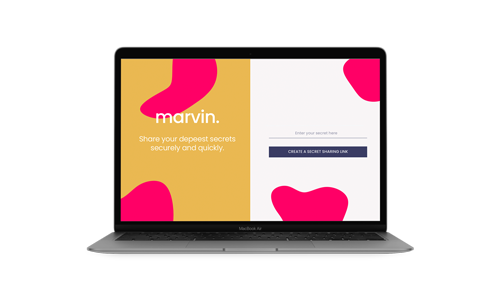 marvin.
Share your depeest secrets
securely and quickly.
Enter your secret here.
CREATE A SECRET SHARING LINK
MacBook Air